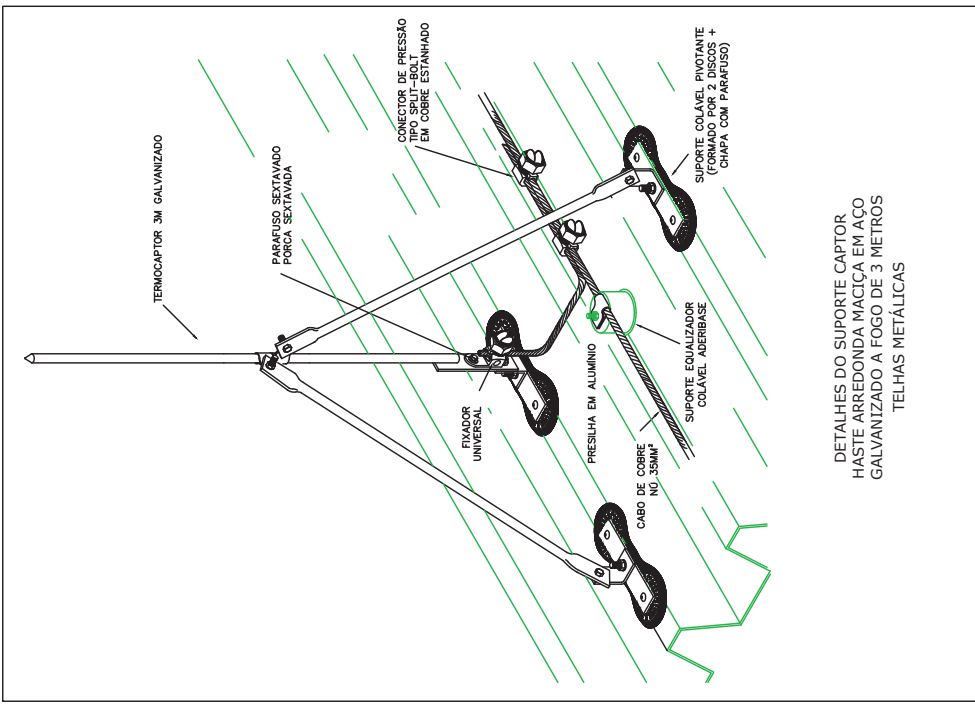 TERMOCAPTOR 3M GALVANIZADO
PARAFUSO SEXTAVADO
PORCA SEXTAVADA
CONECTOR DE PRESSÃO
TIPO SPLIT-BOLT
EM COBRE ESTANHADO
FIXADOR
UNIVERSAL
PRESILHA EM ALUMÍNIO
CABO DE COBRE
NÚ .35MM²
SUPORTE EQUALIZADOR
COLÁVEL ADERIBASE
SUPORTE COLÁVEL PIVOTANTE
(FORMADO POR 2 DISCOS +
CHAPA COM PARAFUSO)
DETALHES DO SUPORTE CAPTOR
HASTE ARREDONDA MACIÇA EM AÇO
GALVANIZADO A FOGO DE 3 METROS
TELHAS METÁLICAS